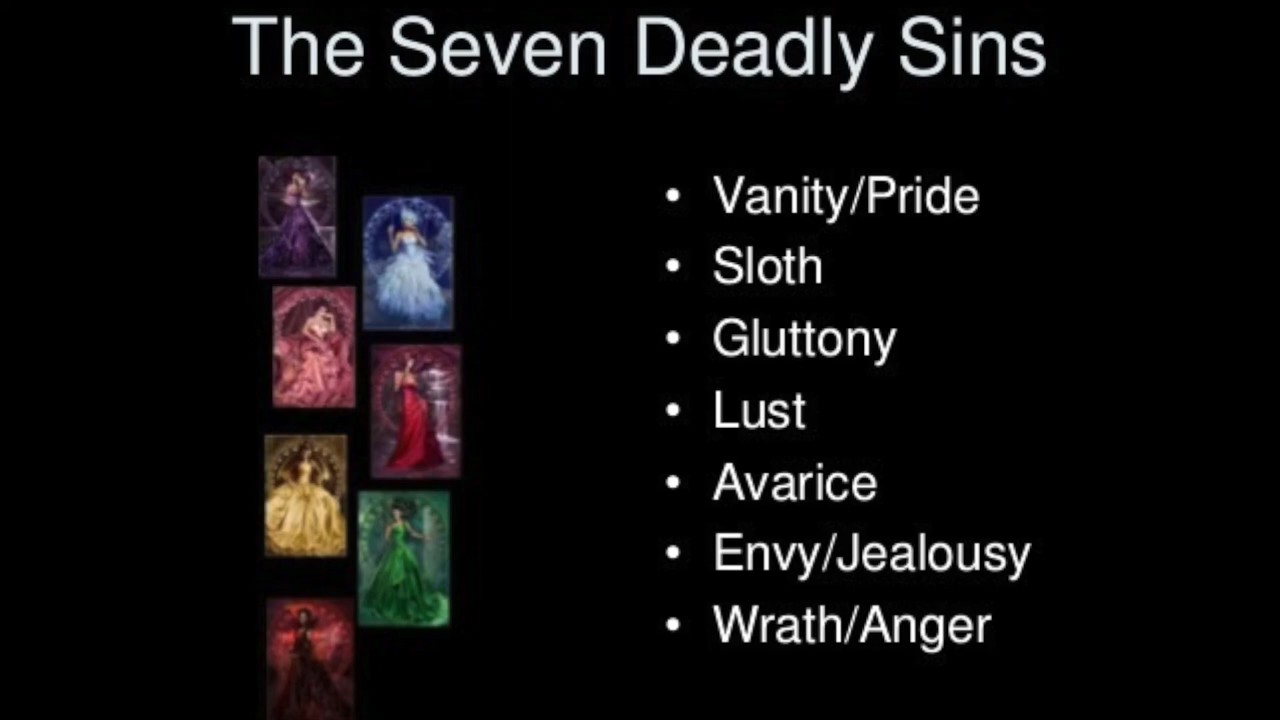 The Seven Deadly Sins
• Vanity/Pride
• Sloth
• Gluttony
• Lust
• Avarice
• Envy/Jealousy
• Wrath/Anger